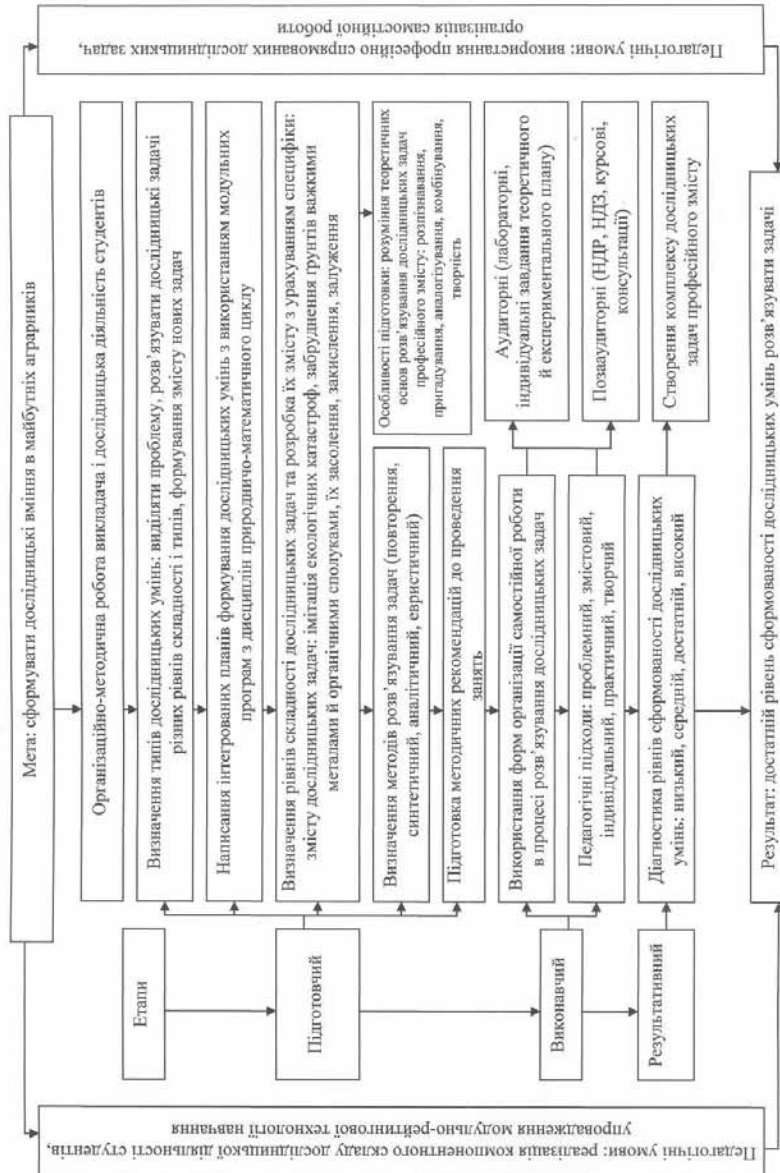 Мета: сформувати дослідницькі вміння в майбутніх аграрників
Педагогічні умови: реалізація компонентного складу дослідницької діяльності студентів,
упровадження модульно-рейтингової технології навчання
Етапи
Підготовчий
Виконавчий
Результативний
Організаційно-методична робота викладача і дослідницька діяльність студентів
Визначення типів дослідницьких умінь: виділяти проблему, розв’язувати дослідницькі задачі
різних рівнів складності і типів, формування змісту нових задач
Написання інтегрованих планів формування дослідницьких умінь з використанням модульних
програм з дисциплін природничо-математичного циклу
Визначення рівнів складності дослідницьких задач та розробка їх змісту з урахуванням специфіки:
змісту дослідницьких задач: імітація екологічних катастроф, забруднення ґрунтів важкими
металами й органічними сполуками, їх засолення, закислення, залуження
Визначення методів розв’язування задач (повторення,
синтетичний, аналітичний, евристичний)
Підготовка методичних рекомендацій до проведення
занять
Особливості підготовки: розуміння теоретичних
основ розв’язування дослідницьких задач
професійного змісту: розпізнавання,
пригадування, аналогізування, комбінування,
творчість
Використання форм організації самостійної роботи
в процесі розв’язування дослідницьких задач
Педагогічні підходи: проблемний, змістовий,
індивідуальний, практичний, творчий
Аудиторні (лабораторні,
індивідуальні завдання теоретичного
й експериментального плану)
Позааудиторні (НДР, НДЗ, курсові,
консультації)
Діагностика рівнів сформованості дослідницьких
умінь: низький, середній, достатній, високий
Створення комплексу дослідницьких
задач професійного змісту
Педагогічні умови: використання професійно спрямованих дослідницьких задач,
організація самостійної роботи
Результат: достатній рівень сформованості дослідницьких умінь розв’язувати задачі